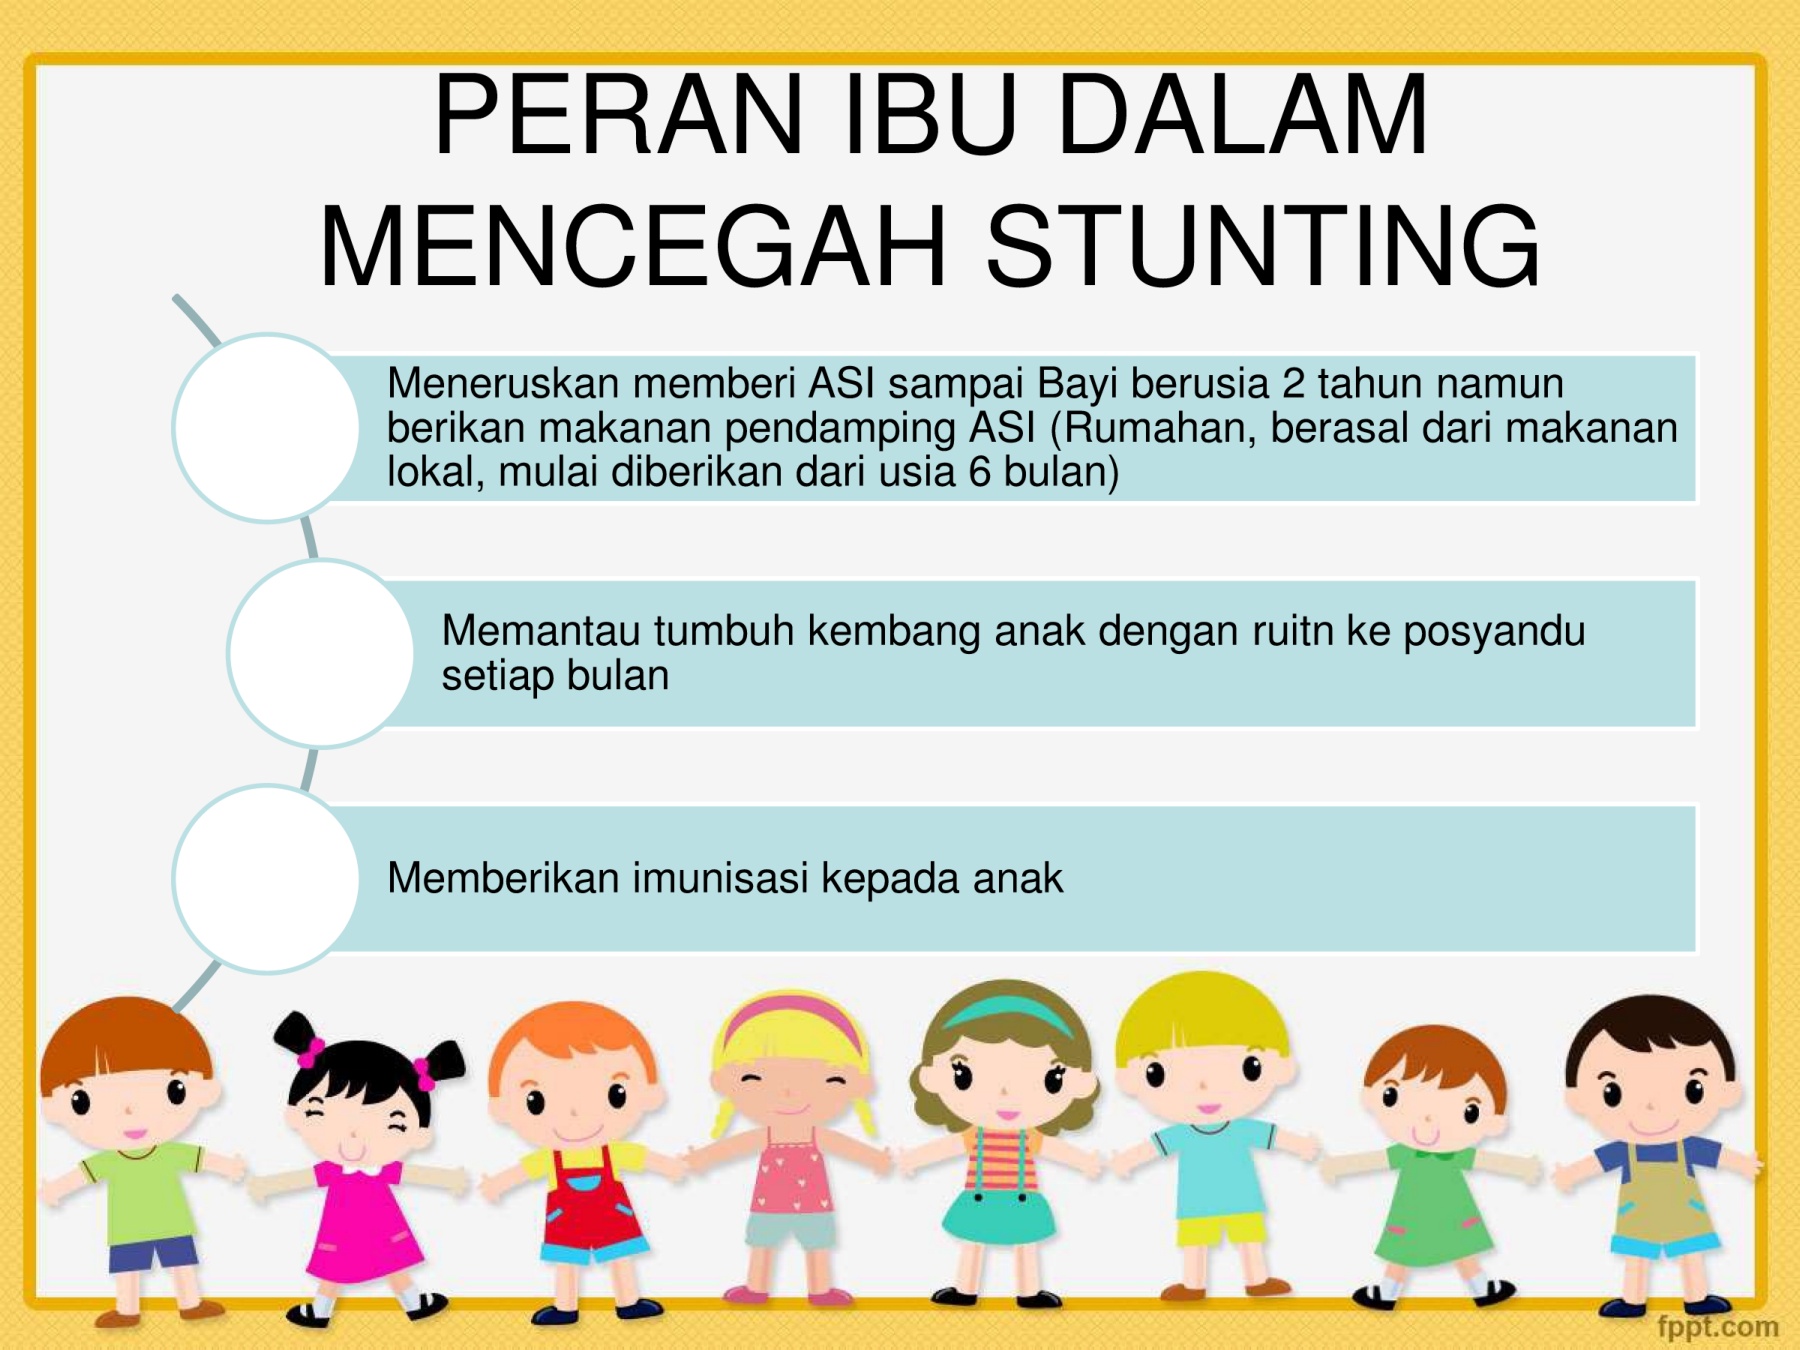 PERAN IBU DALAM
MENCEGAH STUNTING
Meneruskan memberi ASI sampai Bayi berusia 2 tahun namun
berikan makanan pendamping ASI (Rumahan, berasal dari makanan
lokal, mulai diberikan dari usia 6 bulan)
Memantau tumbuh kembang anak dengan ruitn ke posyandu
setiap bulan
Memberikan imunisasi kepada anak
fppt.com